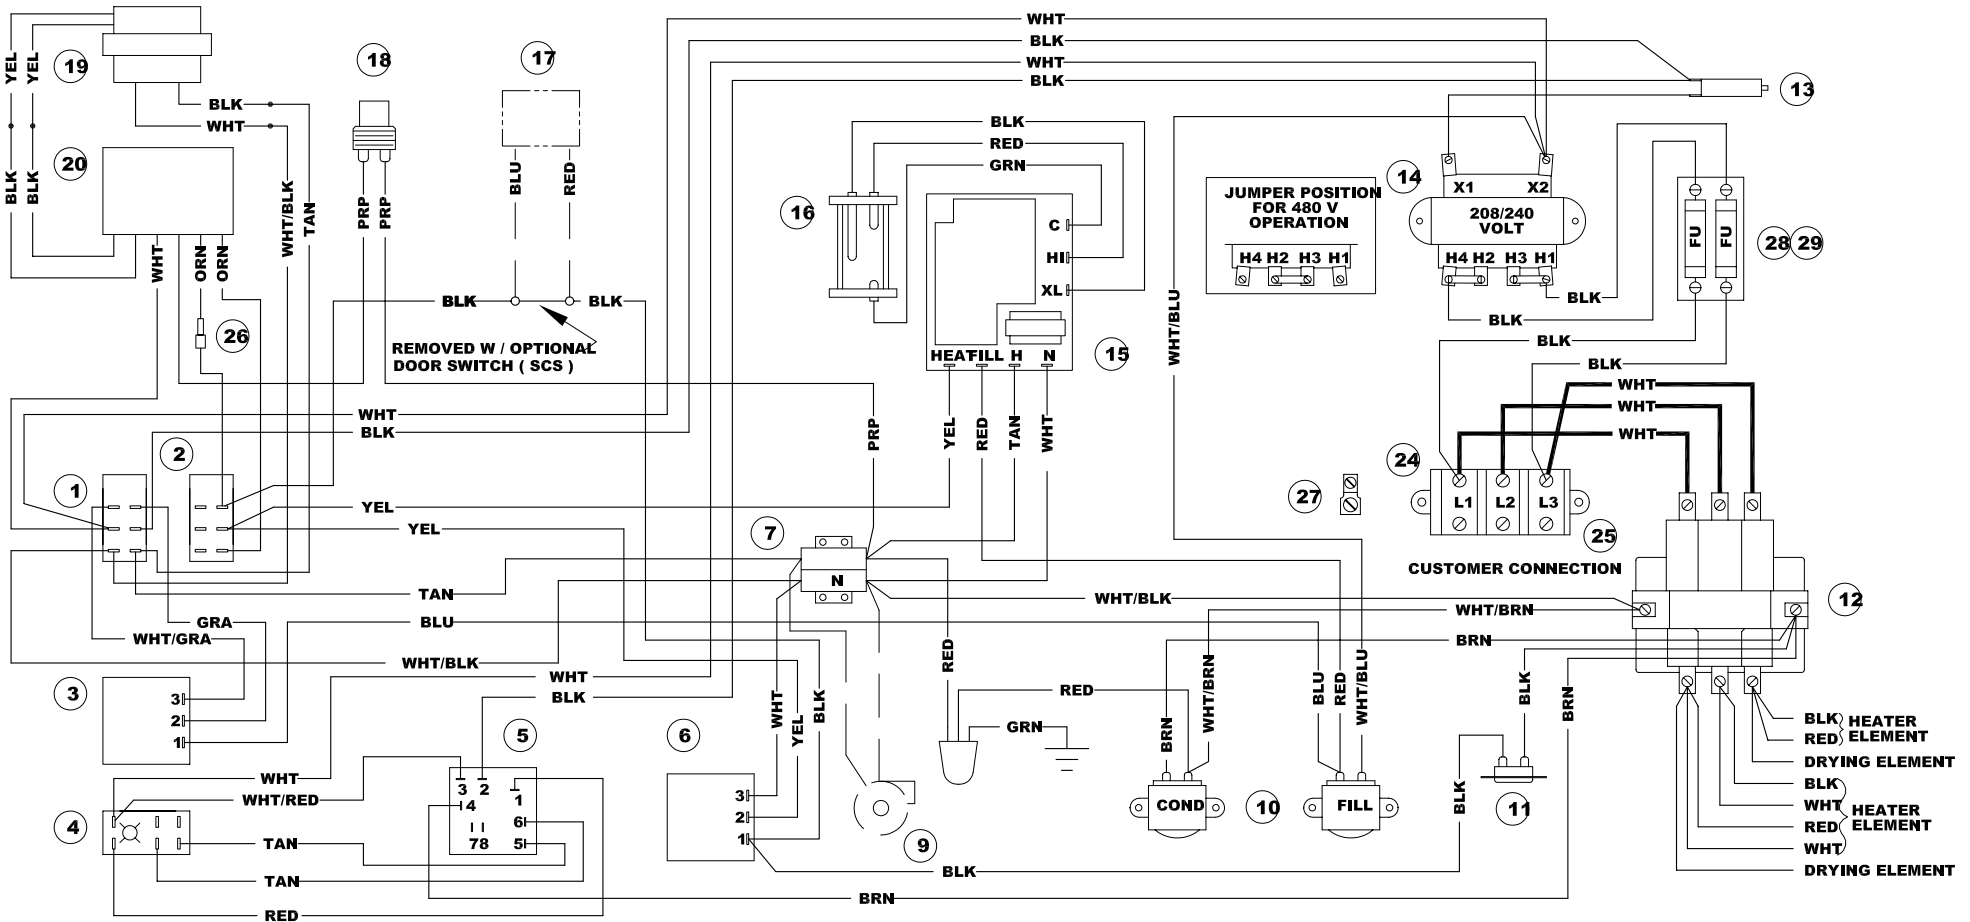 WHT
BLK
WHT
BLK
YEL
YEL
19
18
17
13
BLK
WHT
BLK
RED
GRN
20
BLK
BLK
WHT/BLK
TAN
PRP
PRP
BLU
RED
16
C
HI
XL
JUMPER POSITION
FOR 480 V
OPERATION
H4 H2 H3 H1
14
X1
X2
208/240
VOLT
H4 H2 H3 H1
FU
FU
28
29
WHT
ORN
ORN
26
BLK
BLK
REMOVED W / OPTIONAL
DOOR SWITCH ( SCS )
HEAT
FILL
H
N
15
WHT/BLU
BLK
BLK
BLK
BLK
WHT
WHT
WHT
WHT
BLK
PRP
YEL
RED
TAN
WHT
2
1
YEL
YEL
7
N
27
24
L1
L2
L3
25
CUSTOMER CONNECTION
12
TAN
GRA
WHT/GRA
BLU
WHT/BLK
WHT
BLK
WHT/BLK
WHT/BRN
BRN
3
3
2
1
5
6
WHT
YEL
BLK
RED
RED
GRN
BRN
WHT/BRN
BLU
RED
WHT/BLU
BLK
BRN
BLK
RED
HEATER
ELEMENT
DRYING ELEMENT
BLK
WHT
RED
WHT
HEATER
ELEMENT
DRYING ELEMENT
WHT
WHT/RED
4
TAN
TAN
RED
3
2
1
4
6
7
8
5
3
2
1
9
COND
10
FILL
BLK
11
BLK
BRN